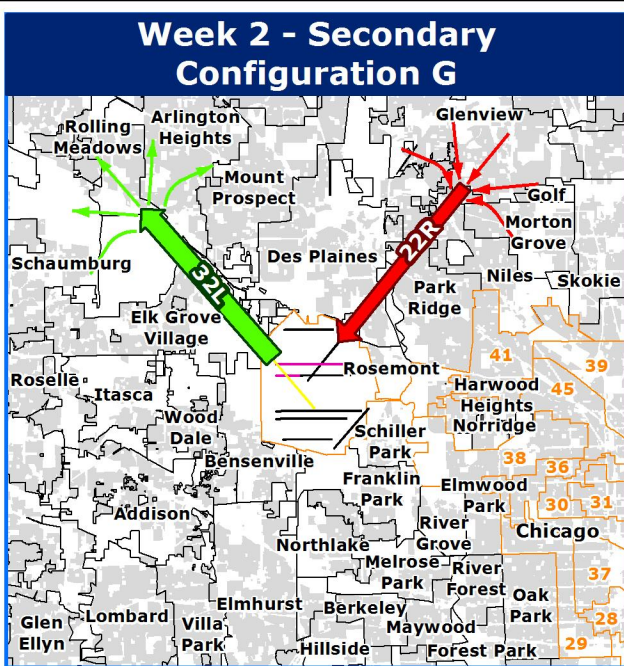 Week 2 - Secondary
Configuration G
Rolling
Meadows
Arlington
Heights
Glenview
Mount
Prospect
Golf
Morton
Grove
22R
Schaumburg
Des Plaines
Niles
Skokie
32L
Park
Ridge
Elk Grove
Village
41
39
Roselle
Itasca
Rosemont
45
Harwood
Heights
Norridge
Wood
Dale
Schiller
Park
Bensenville
38
36
Franklin
Park
Elmwood
Park
30
31
Addison
River
Grove
Chicago
Northlake
Melrose
Park
River
Forest
37
Oak
Park
Elmhurst
Berkeley
28
Glen
Ellyn
Lombard
Villa
Park
Maywood
29
Hillside
Forest Park